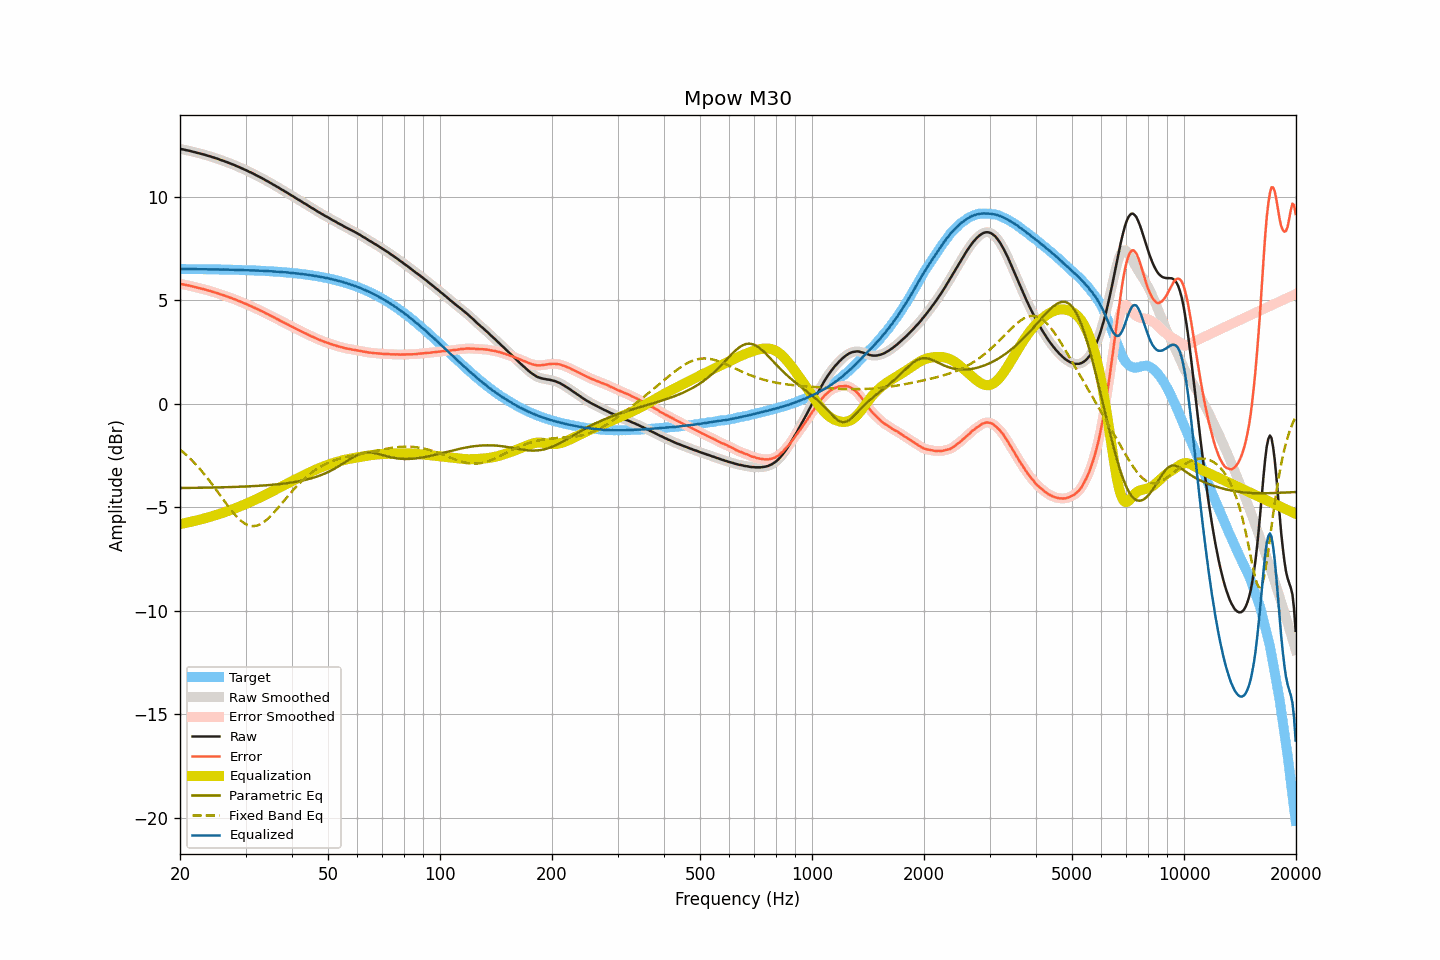 Mpow M30
Amplitude (dBr)
10
5
0
−5
−10
−15
−20
Target
Raw Smoothed
Error Smoothed
Raw
Error
Equalization
Parametric Eq
Fixed Band Eq
Equalized
20 50 100 200 500 1000 2000 5000 10000 20000
Frequency (Hz)